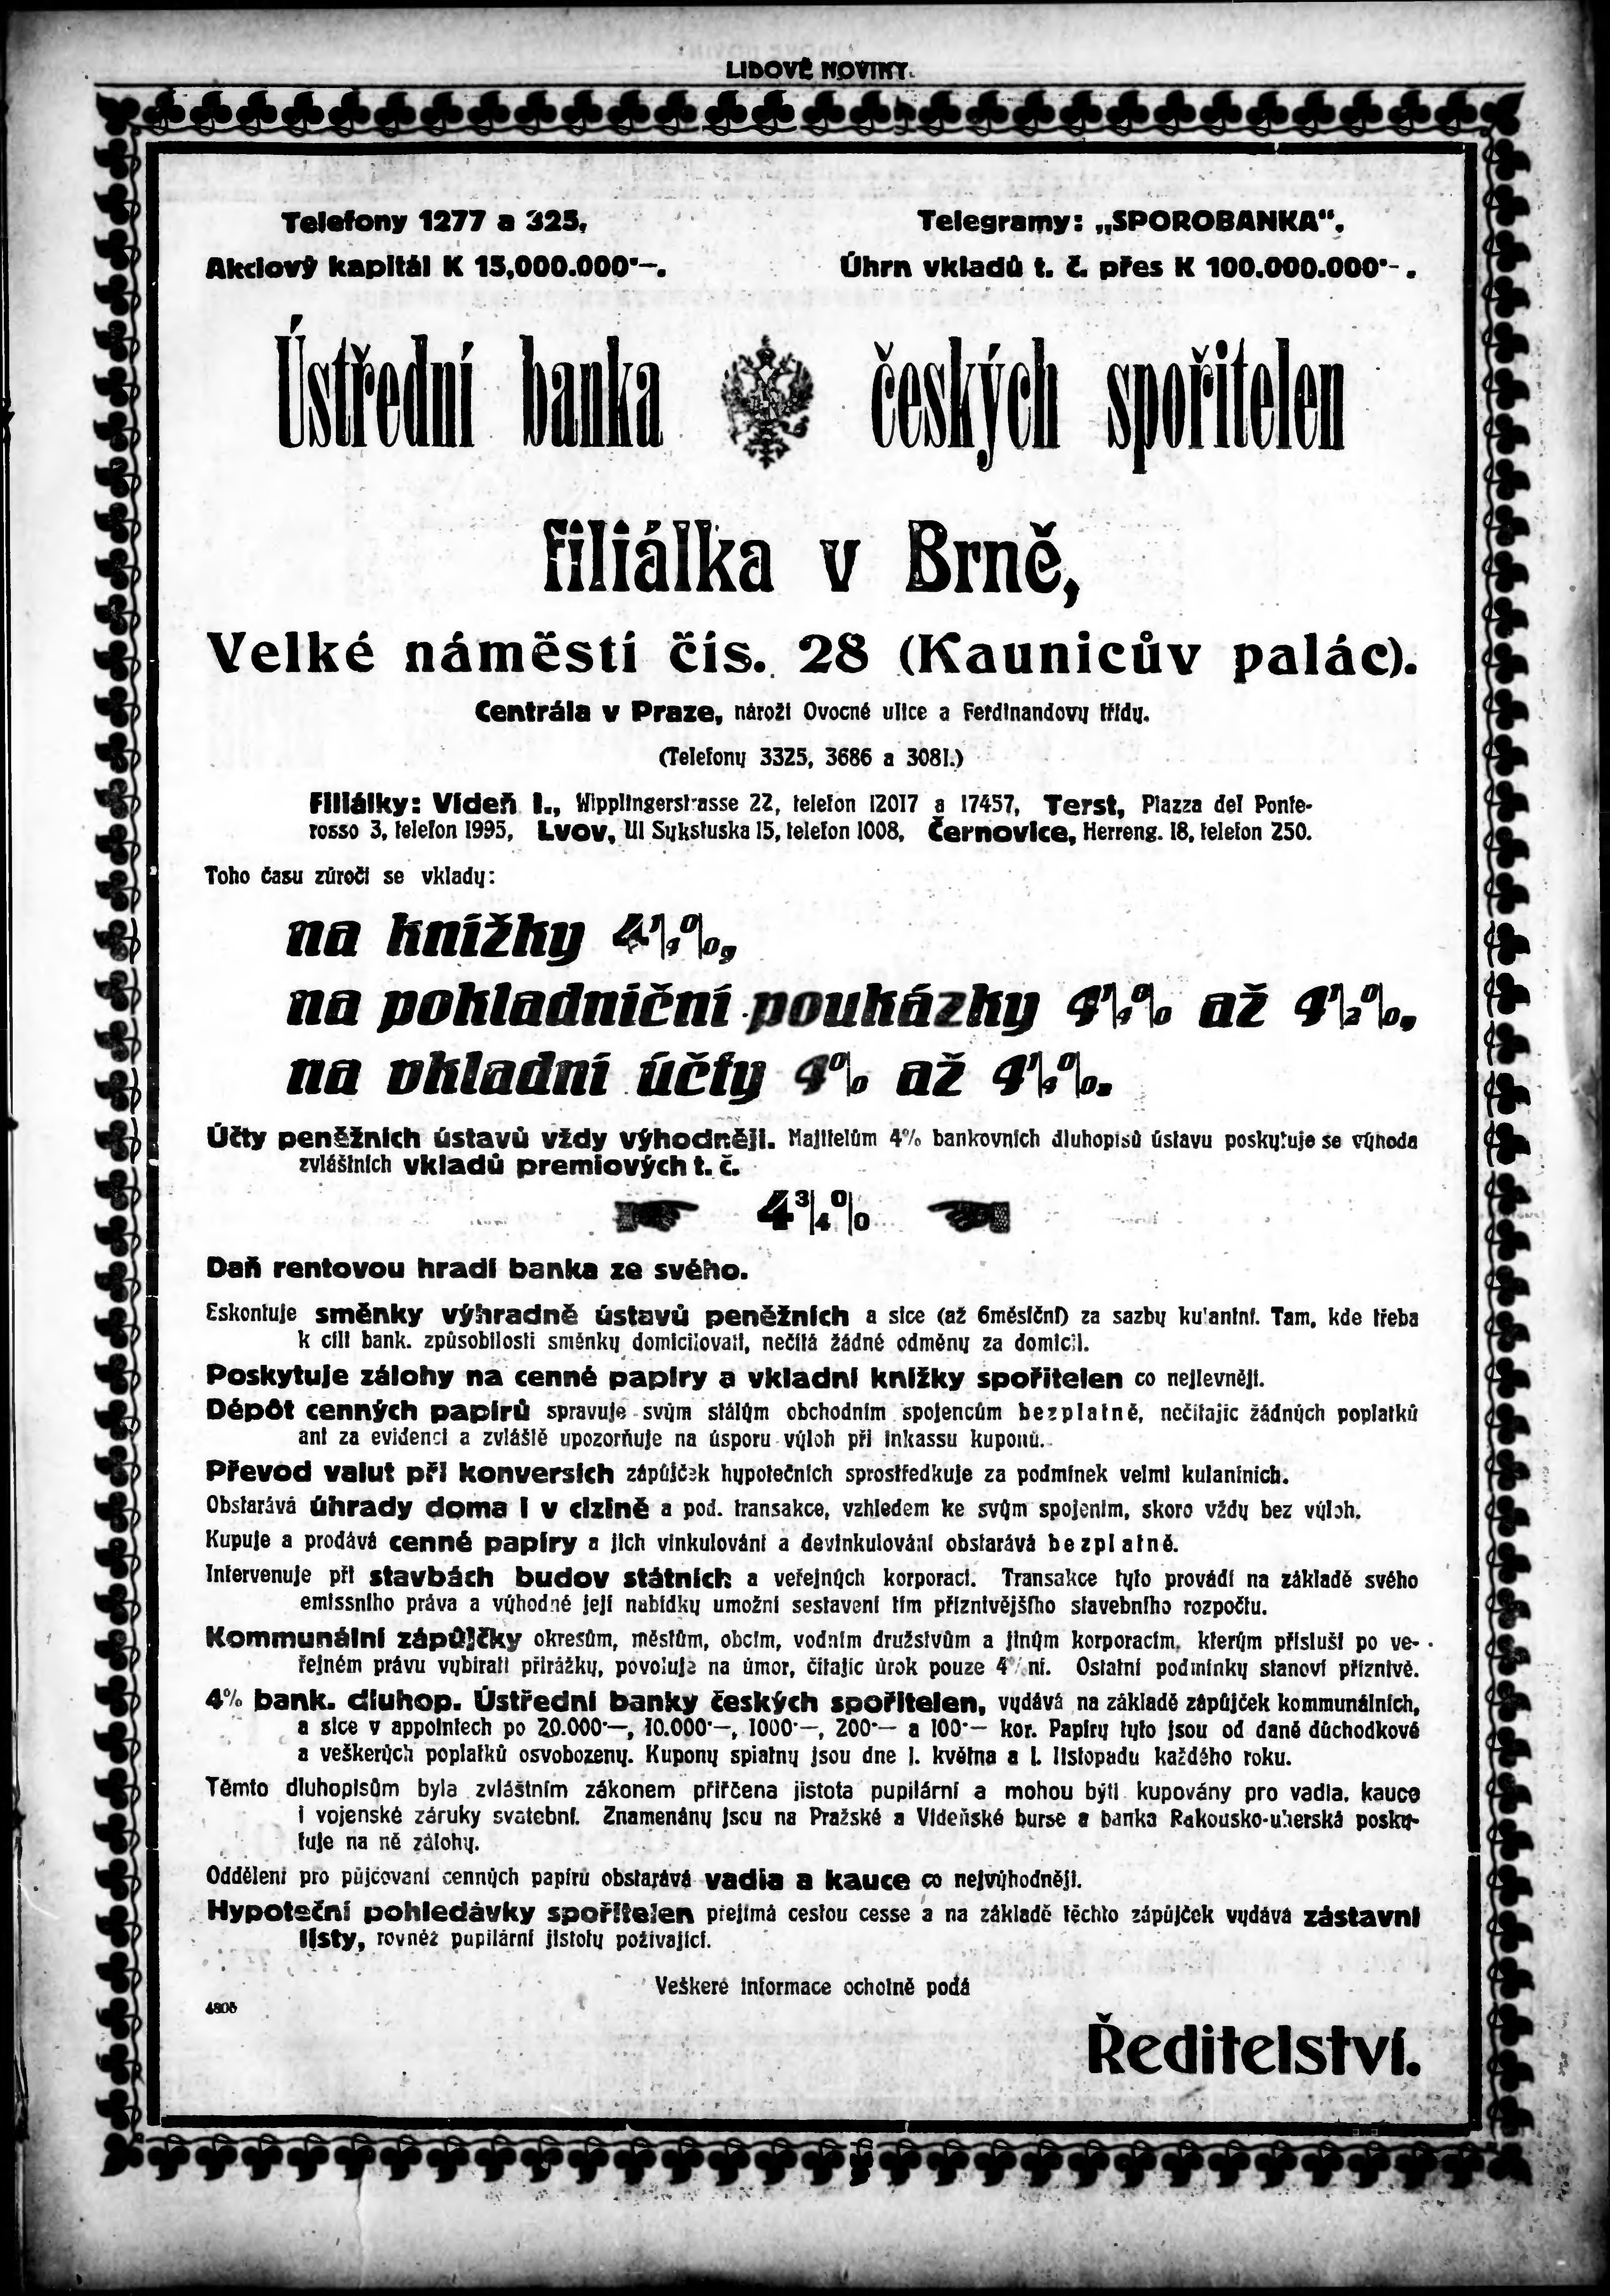 LIDOVÉ NOVINY.
Telefony 1277 a 325.
Telegramy: „SPOROBANKA“.
Akciový kapitál K 15,000.000·—.
Úhrn vkladů t. č. přes K 100.000.000·—.
Ústřední banka českých spořitelen
filiálka v Brně,
Velké náměstí čís. 28 (Kaunicův palác).
Centrála v Praze, nároží Ovocné ulice a Ferdinandovy třídy.
(Telefony 3325, 3686 a 3081.)
Filiálky: Vídeň I., Wipplingerstrasse 22, telefon 12017 a 17457, Terst, Piazza del Ponte-
rosso 3, telefon 1995, Lvov, Ul Sykstuska 15, telefon 1008, Černovice, Herreng. 18, telefon 250.
Toho času zúročí se vklady:
na knížky 4¼%,
na pokladniční poukázky 4¼% až 4½%,
na vkladní účty 4% až 4¼%.
Účty peněžních ústavů vždy výhodněji. Majitelům 4% bankovních dluhopisů ústavu poskytuje se výhoda
zvláštních vkladů premiových t. č.
4¾%
Daň rentovou hradí banka ze svého.
Eskontuje směnky výhradně ústavů peněžních a sice (až 6měsíční) za sazby kulantní. Tam, kde třeba
k cíli bank. způsobilosti směnky domicilovati, nečítá žádné odměny za domicil.
Poskytuje zálohy na cenné papíry a vkladní knížky spořitelen co nejlevněji.
Dépôt cenných papírů spravuje svým stálým obchodním spojencům bezplatně, nečítajíc žádných poplatků
ani za evidenci a zvláště upozorňuje na úsporu výloh při inkassu kuponů.
Převod valut při konversích zápůjček hypotečních sprostředkuje za podmínek velmi kulantních.
Obstarává úhrady doma i v cizině a pod. transakce, vzhledem ke svým spojením, skoro vždy bez výloh.
Kupuje a prodává cenné papíry a jich vinkulování a devinkulování obstarává bezplatně.
Intervenuje při stavbách budov státních a veřejných korporací. Transakce tyto provádí na základě svého
emissního práva a výhodné její nabídky umožní sestavení tím příznivějšího stavebního rozpočtu.
Kommunální zápůjčky okresům, městům, obcím, vodním družstvům a jiným korporacím, kterým přísluší po ve-
řejném právu vybírati přirážky, povoluje na úmor, čítajíc úrok pouze 4% ní. Ostatní podmínky stanoví příznivě.
4% bank. dluhop. Ústřední banky českých spořitelen, vydává na základě zápůjček kommunálních,
a sice v appointech po 20.000·—, 10.000·—, 1000·—, 200·— a 100·— kor. Papíry tyto jsou od daně důchodkové
a veškerých poplatků osvobozeny. Kupony splatny jsou dne 1. května a 1. listopadu každého roku.
Těmto dluhopisům byla zvláštním zákonem přiřčena jistota pupilární a mohou býti kupovány pro vadia, kauce
i vojenské záruky svatební. Znamenány jsou na Pražské a Vídeňské burse a banka Rakousko-uherská posky-
tuje na ně zálohy.
Oddělení pro půjčování cenných papírů obstarává vadia a kauce co nejvýhodněji.
Hypoteční pohledávky spořitelen přejímá cestou cesse a na základě těchto zápůjček vydává zástavní
listy, rovněž pupilární jistoty požívající.
Veškeré informace ochotně podá
4805
Ředitelství.